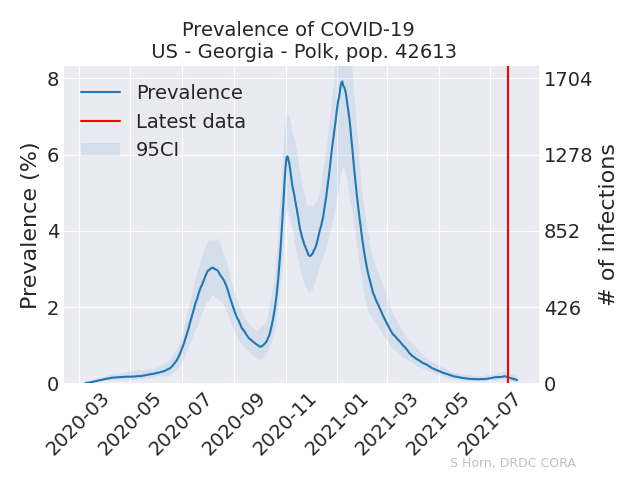 Prevalence of COVID-19
US - Georgia - Polk, pop. 42613
Prevalence (%)
8
6
4
2
0
Prevalence
Latest data
95CI
1704
1278
852
426
0
# of infections
2020-03
2020-05
2020-07
2020-09
2020-11
2021-01
2021-03
2021-05
2021-07
S Horn, DRDC CORA